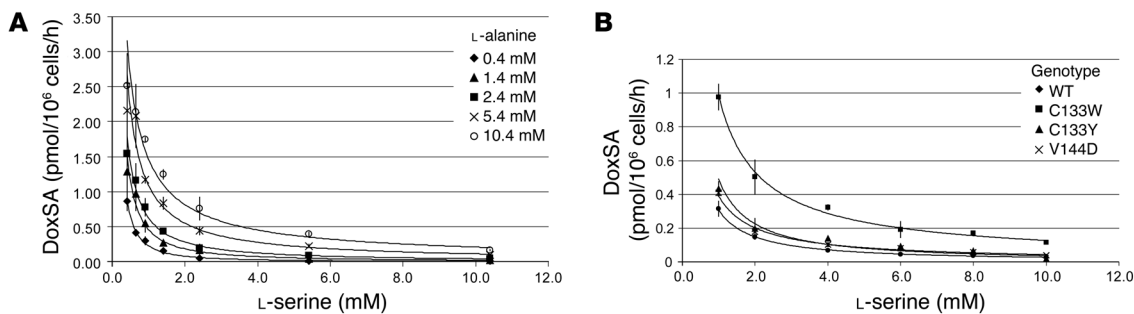 A
3.50
3.00
2.50
2.00
1.50
1.00
0.50
0.00
0.0
2.0
4.0
6.0
8.0
10.0
12.0
DoxSA (pmol/10⁶ cells/h)
L-serine (mM)
L-alanine
0.4 mM
1.4 mM
2.4 mM
5.4 mM
10.4 mM
B
1.2
1
0.8
0.6
0.4
0.2
0
0.0
2.0
4.0
6.0
8.0
10.0
12.0
DoxSA
(pmol/10⁶ cells/h)
L-serine (mM)
Genotype
WT
C133W
C133Y
V144D